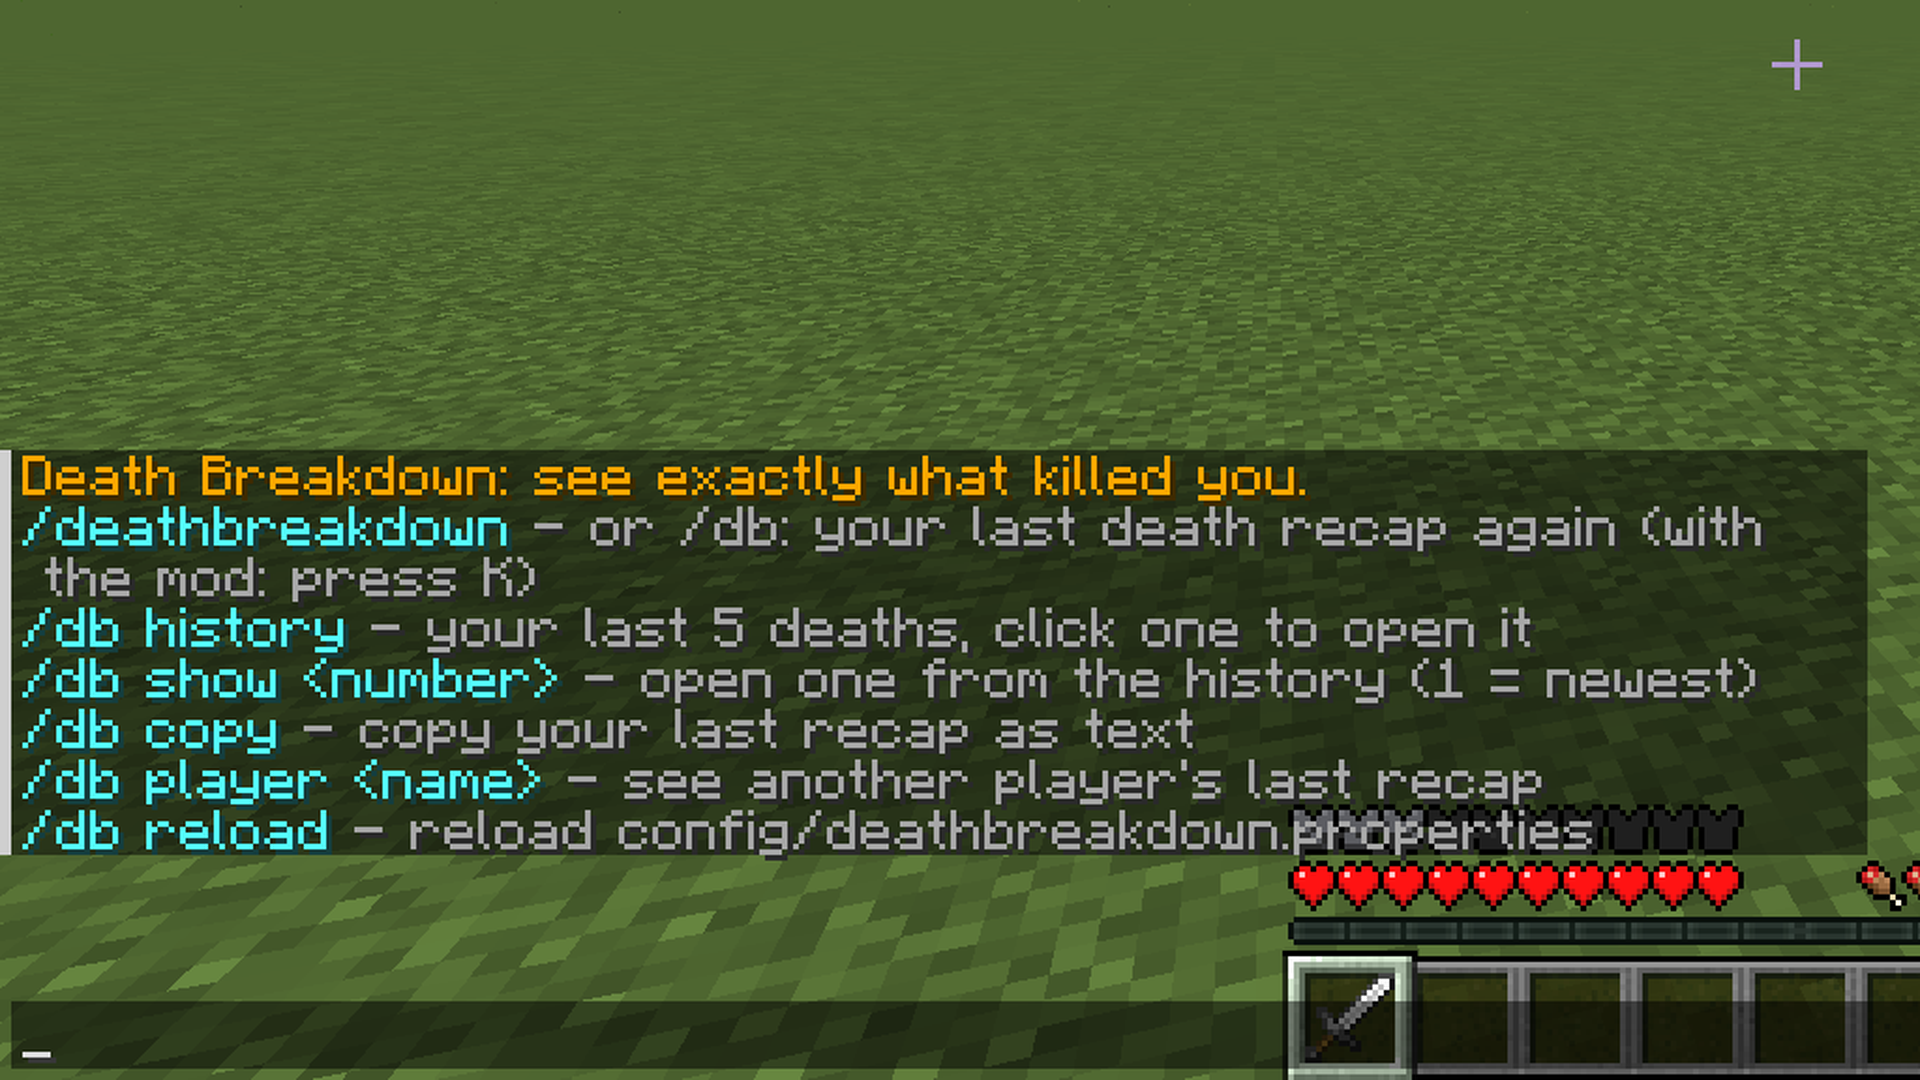 Death Breakdown: see exactly what killed you.
/deathbreakdown - or /db: your last death recap again (with
the mod: press K)
/db history - your last 5 deaths, click one to open it
/db show <number> - open one from the history (1 = newest)
/db copy - copy your last recap as text
/db player <name> - see another player's last recap
/db reload - reload config/deathbreakdown.properties
_